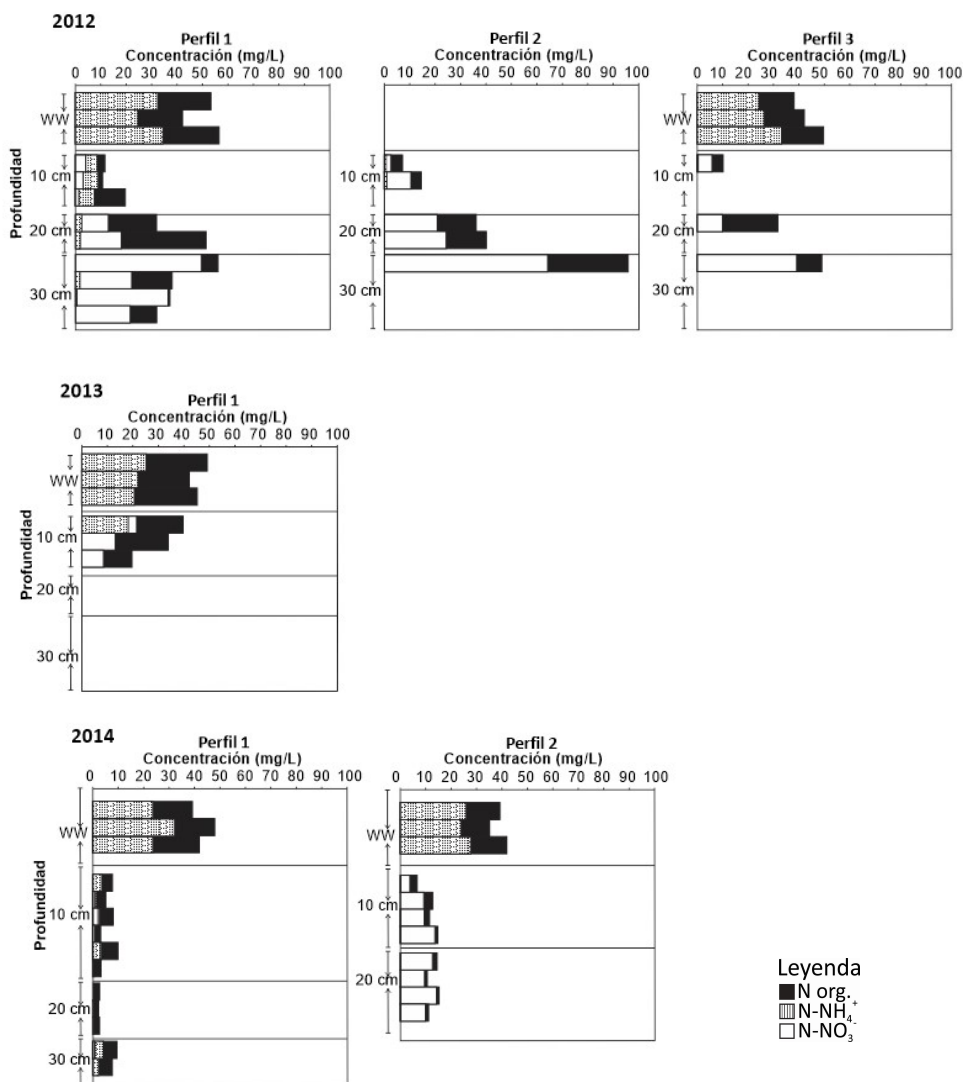 2012
Perfil 1
Concentración (mg/L)
0 10 20 30 40 50 60 70 80 90 100
Profundidad
WW
10 cm
20 cm
30 cm
Perfil 2
Concentración (mg/L)
0 10 20 30 40 50 60 70 80 90 100
10 cm
20 cm
30 cm
Perfil 3
Concentración (mg/L)
0 10 20 30 40 50 60 70 80 90 100
WW
10 cm
20 cm
30 cm
2013
Perfil 1
Concentración (mg/L)
0 10 20 30 40 50 60 70 80 90 100
Profundidad
WW
10 cm
20 cm
30 cm
2014
Perfil 1
Concentración (mg/L)
0 10 20 30 40 50 60 70 80 90 100
Profundidad
WW
10 cm
20 cm
30 cm
Perfil 2
Concentración (mg/L)
0 10 20 30 40 50 60 70 80 90 100
WW
10 cm
20 cm
Leyenda
N org.
N-NH₄⁺
N-NO₃⁻